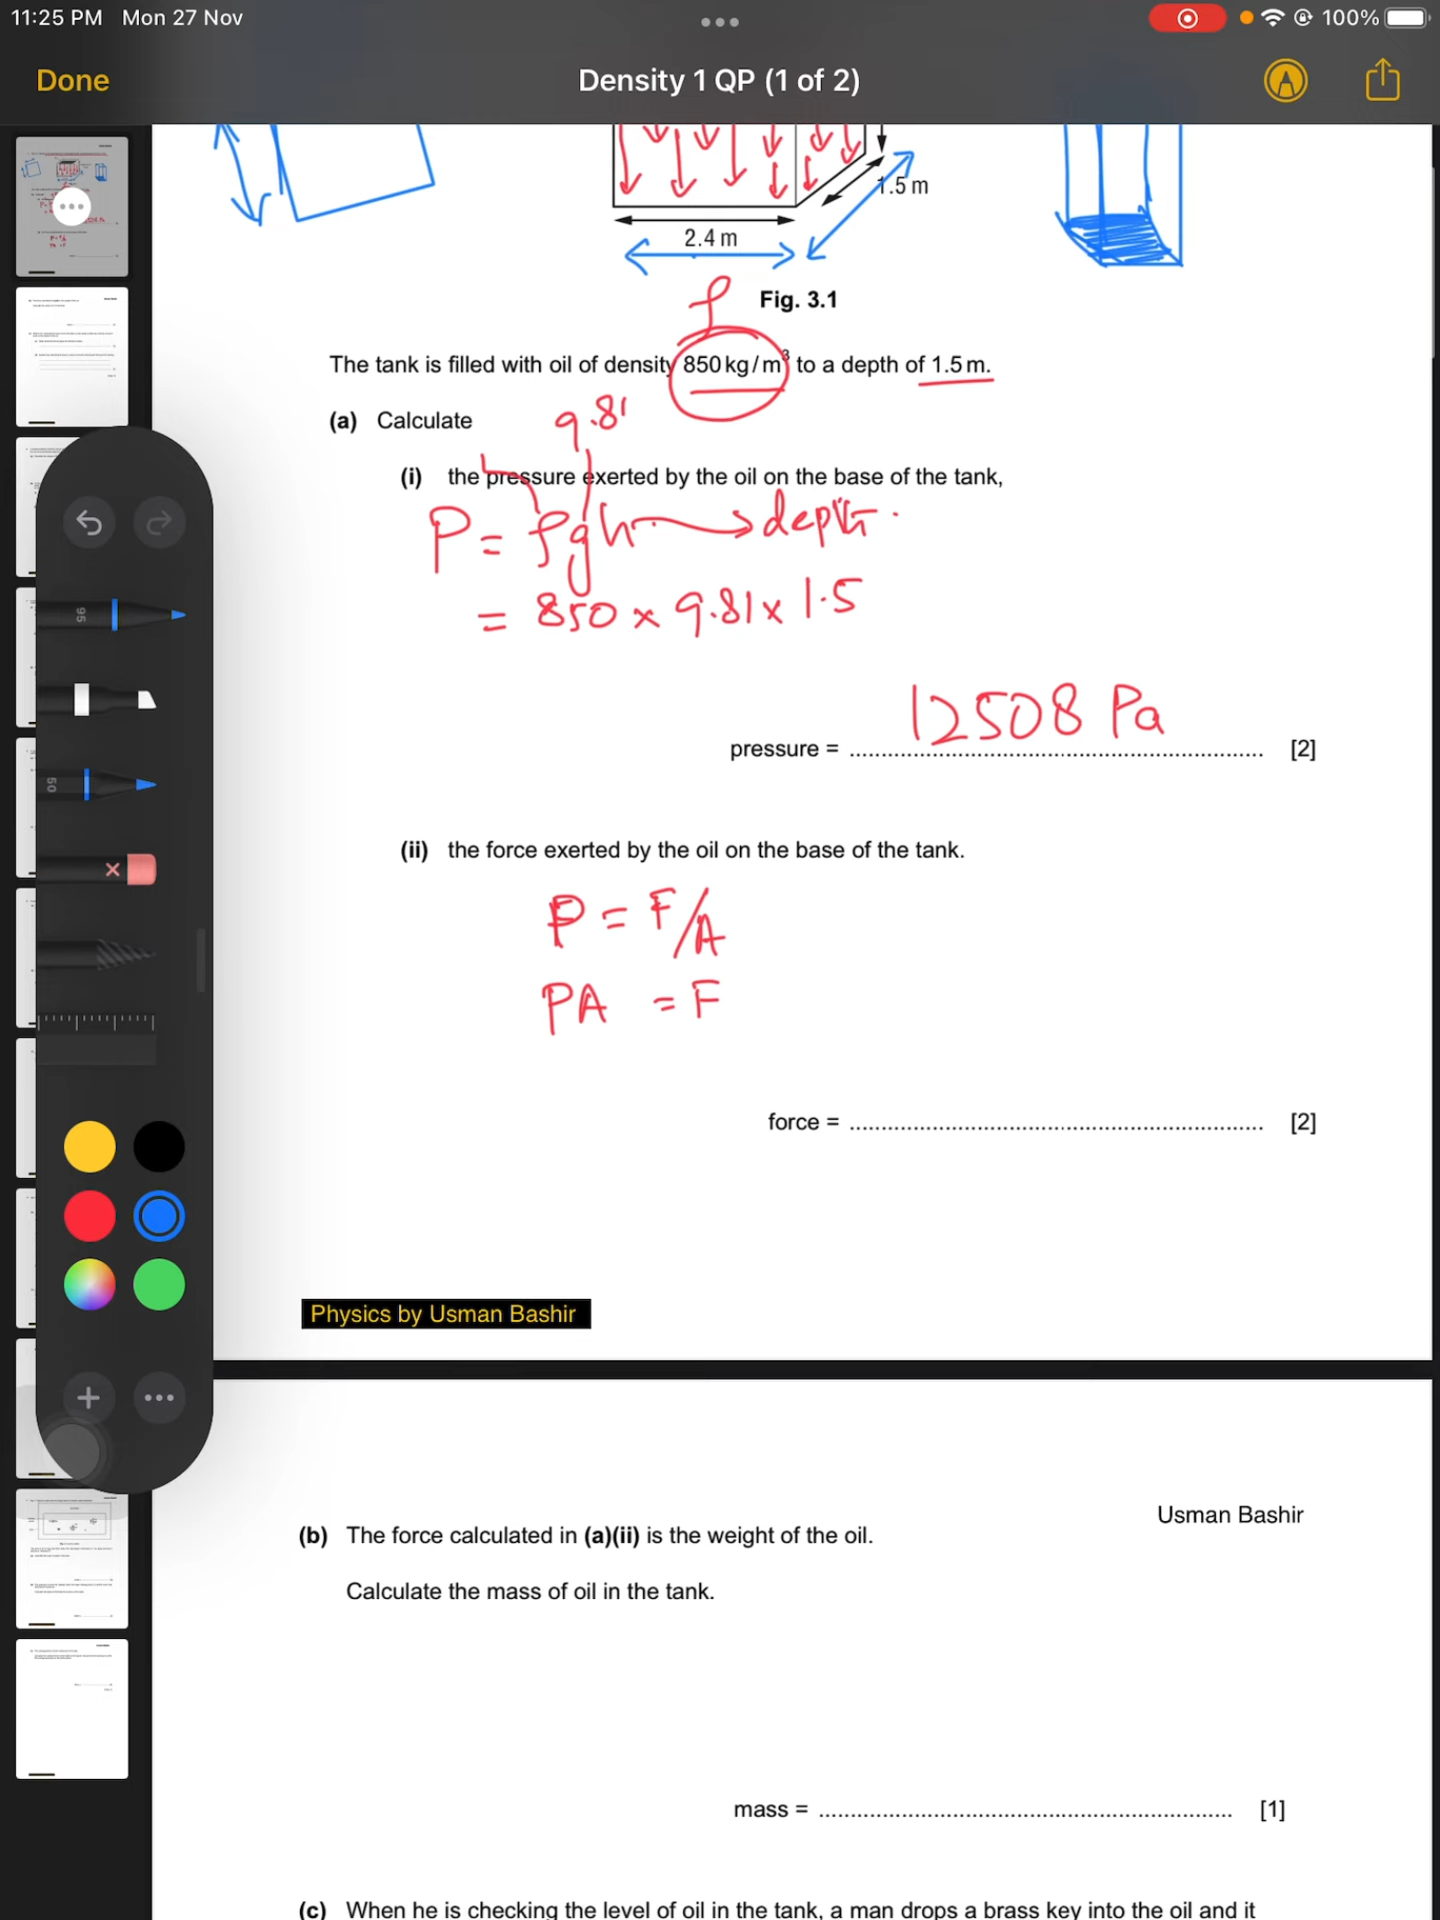 11:25 PM Mon 27 Nov
100%
Done
Density 1 QP (1 of 2)
1.5 m
2.4 m
ρ
Fig. 3.1
The tank is filled with oil of density 850 kg/m³ to a depth of 1.5 m.
9.81
(a) Calculate
(i) the pressure exerted by the oil on the base of the tank,
P = ρgh → depth.
= 850 × 9.81 × 1.5
12508 Pa
pressure = .............................................................. [2]
(ii) the force exerted by the oil on the base of the tank.
P = F/A
PA = F
force = .............................................................. [2]
Physics by Usman Bashir
Usman Bashir
(b) The force calculated in (a)(ii) is the weight of the oil.
Calculate the mass of oil in the tank.
mass = .............................................................. [1]
(c) When he is checking the level of oil in the tank, a man drops a brass key into the oil and it
95
50